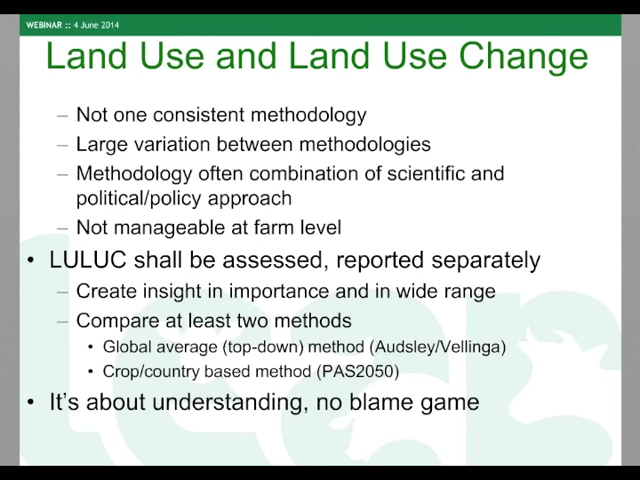 WEBINAR :: 4 June 2014
Land Use and Land Use Change
– Not one consistent methodology
– Large variation between methodologies
– Methodology often combination of scientific and
political/policy approach
– Not manageable at farm level
• LULUC shall be assessed, reported separately
– Create insight in importance and in wide range
– Compare at least two methods
• Global average (top-down) method (Audsley/Vellinga)
• Crop/country based method (PAS2050)
• It's about understanding, no blame game